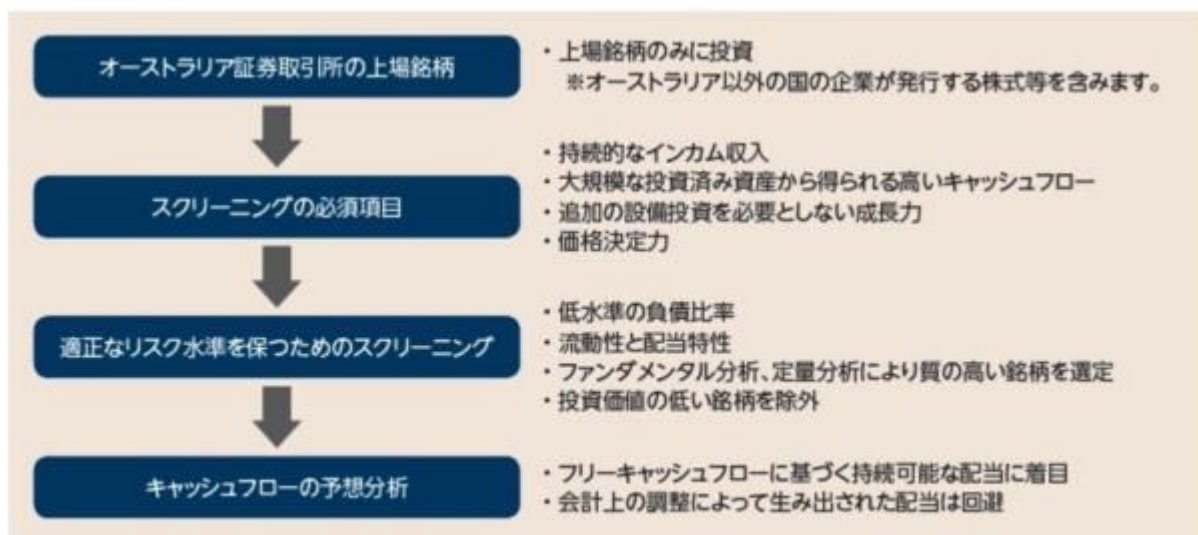 オーストラリア証券取引所の上場銘柄
・上場銘柄のみに投資
※オーストラリア以外の国の企業が発行する株式等を含みます。
スクリーニングの必須項目
・持続的なインカム収入
・大規模な投資済み資産から得られる高いキャッシュフロー
・追加の設備投資を必要としない成長力
・価格決定力
適正なリスク水準を保つためのスクリーニング
・低水準の負債比率
・流動性と配当特性
・ファンダメンタル分析、定量分析により質の高い銘柄を選定
・投資価値の低い銘柄を除外
キャッシュフローの予想分析
・フリーキャッシュフローに基づく持続可能な配当に着目
・会計上の調整によって生み出された配当は回避